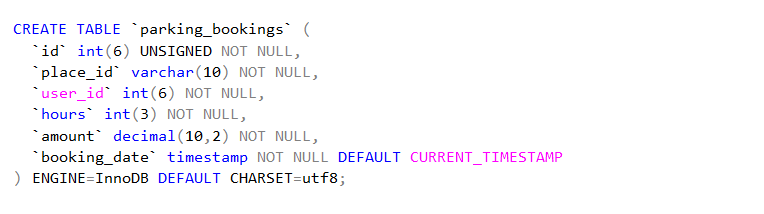 CREATE TABLE `parking_bookings` (
  `id` int(6) UNSIGNED NOT NULL,
  `place_id` varchar(10) NOT NULL,
  `user_id` int(6) NOT NULL,
  `hours` int(3) NOT NULL,
  `amount` decimal(10,2) NOT NULL,
  `booking_date` timestamp NOT NULL DEFAULT CURRENT_TIMESTAMP
) ENGINE=InnoDB DEFAULT CHARSET=utf8;